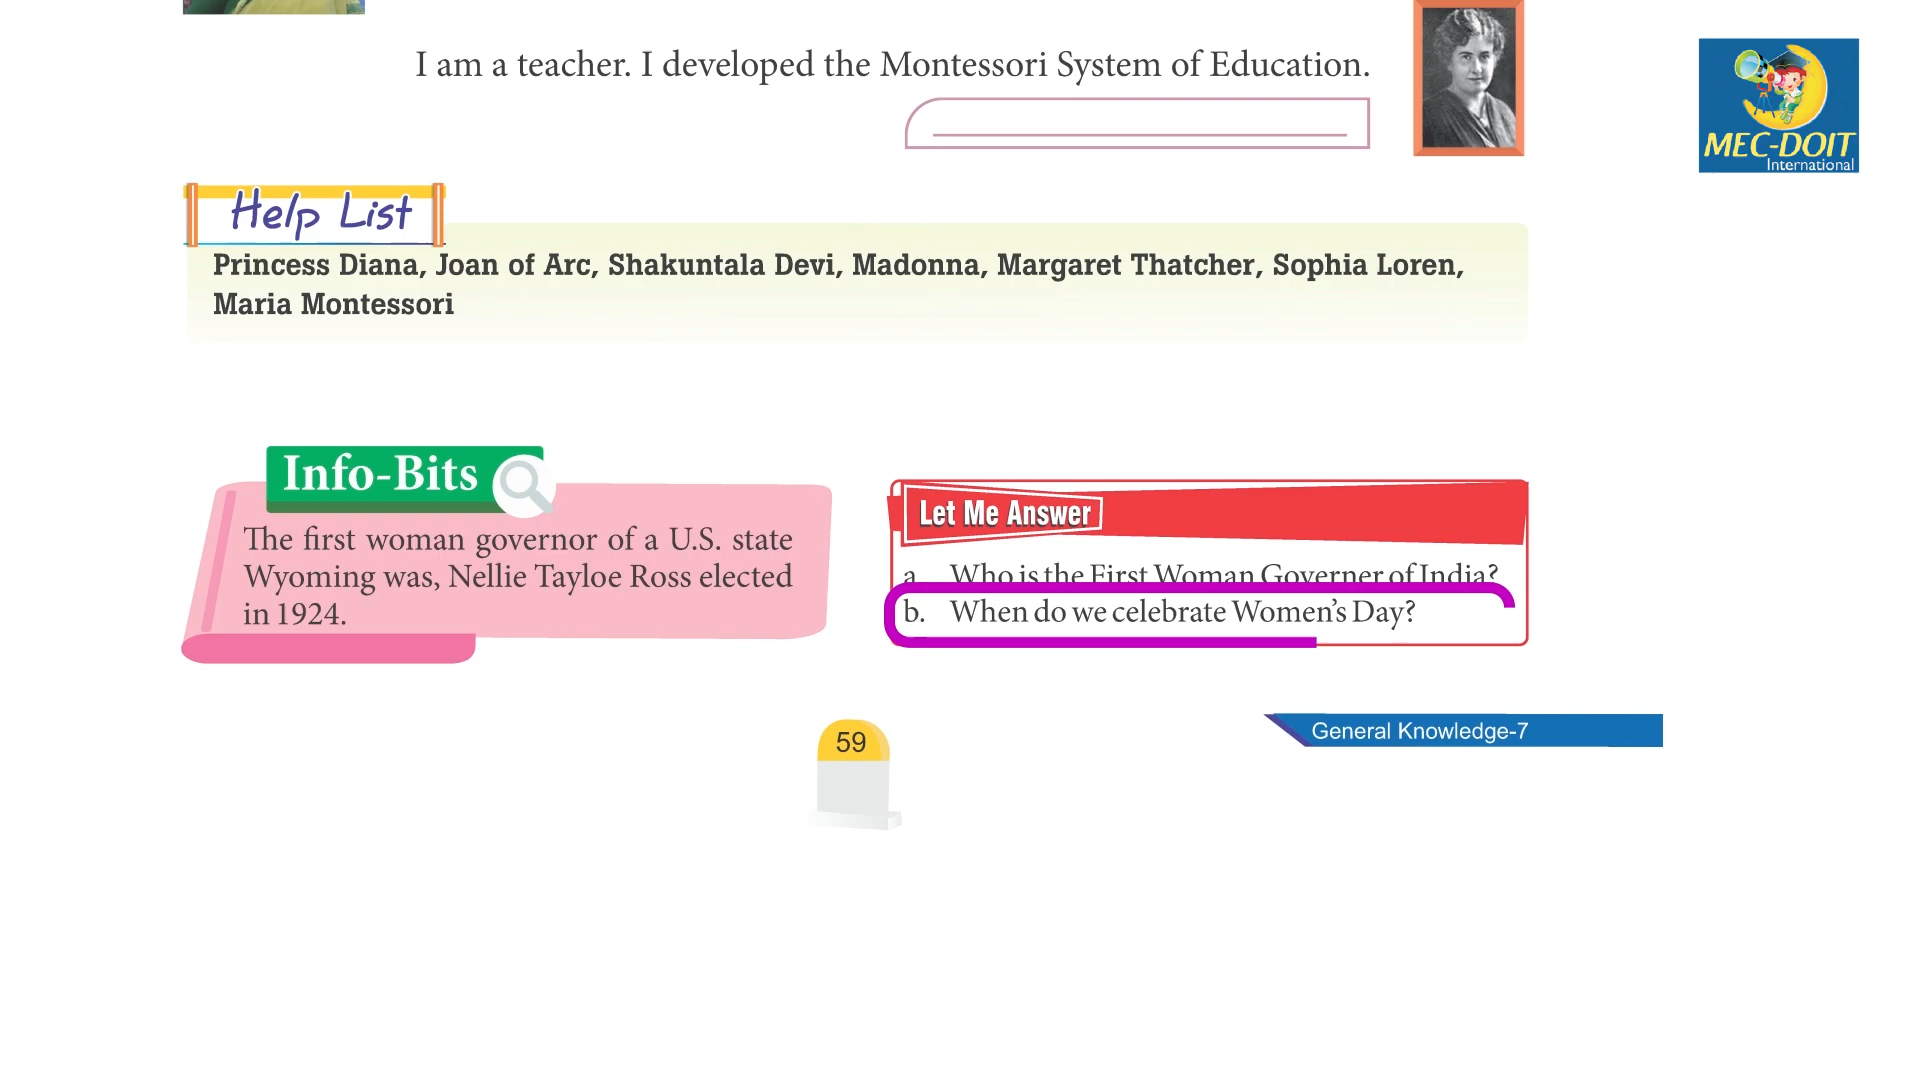 I am a teacher. I developed the Montessori System of Education.
MEC-DOIT
International
Help List
Princess Diana, Joan of Arc, Shakuntala Devi, Madonna, Margaret Thatcher, Sophia Loren,
Maria Montessori
Info-Bits
The first woman governor of a U.S. state
Wyoming was, Nellie Tayloe Ross elected
in 1924.
Let Me Answer
a. Who is the First Woman Governer of India?
b. When do we celebrate Women's Day?
59
General Knowledge-7